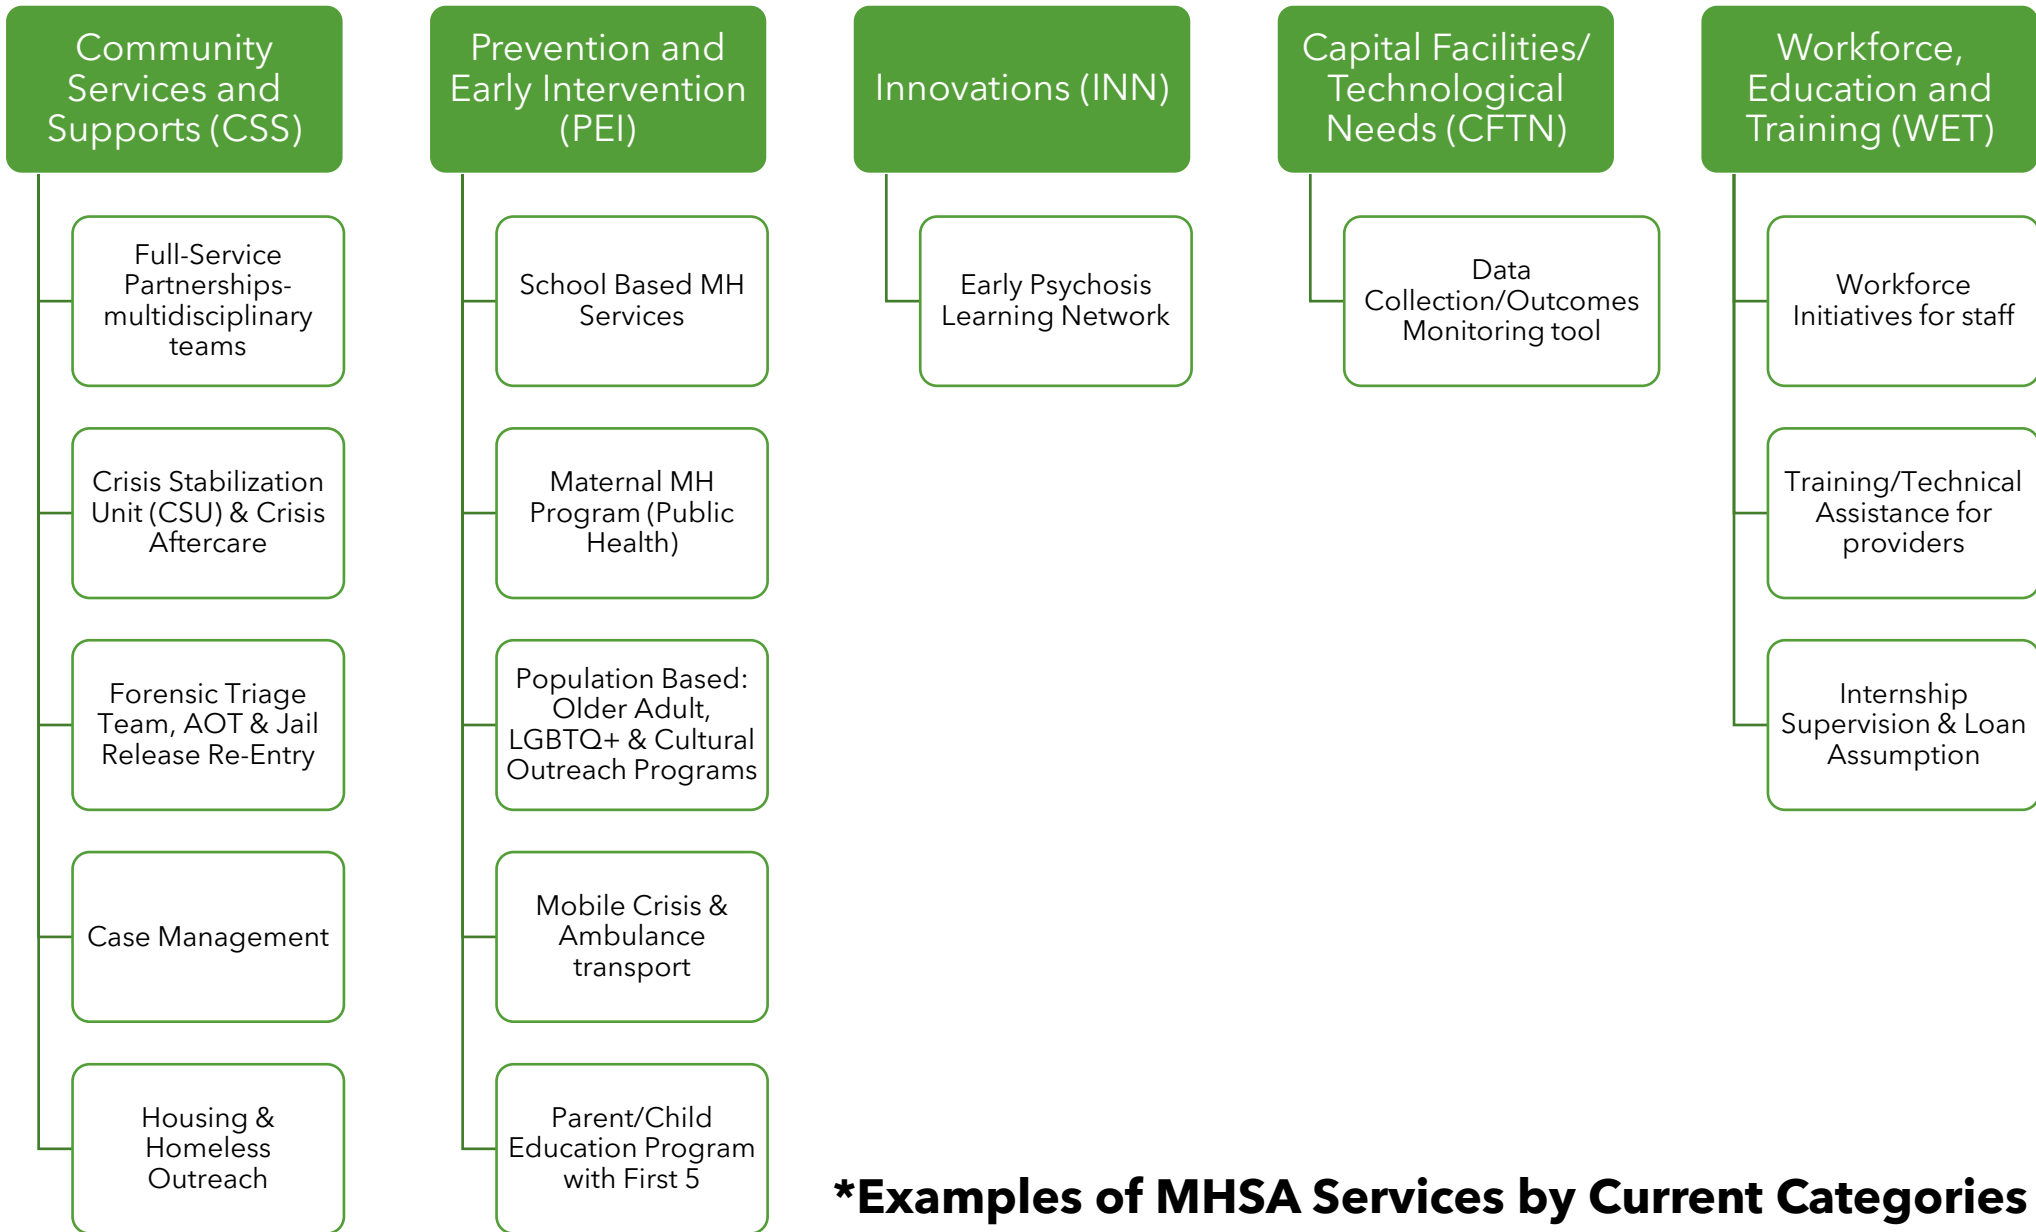 Community
Services and
Supports (CSS)
Full-Service
Partnerships-
multidisciplinary
teams
Crisis Stabilization
Unit (CSU) & Crisis
Aftercare
Forensic Triage
Team, AOT & Jail
Release Re-Entry
Case Management
Housing &
Homeless
Outreach
Prevention and
Early Intervention
(PEI)
School Based MH
Services
Maternal MH
Program (Public
Health)
Population Based:
Older Adult,
LGBTQ+ & Cultural
Outreach Programs
Mobile Crisis &
Ambulance
transport
Parent/Child
Education Program
with First 5
Innovations (INN)
Early Psychosis
Learning Network
Capital Facilities/
Technological
Needs (CFTN)
Data
Collection/Outcomes
Monitoring tool
Workforce,
Education and
Training (WET)
Workforce
Initiatives for staff
Training/Technical
Assistance for
providers
Internship
Supervision & Loan
Assumption
*Examples of MHSA Services by Current Categories